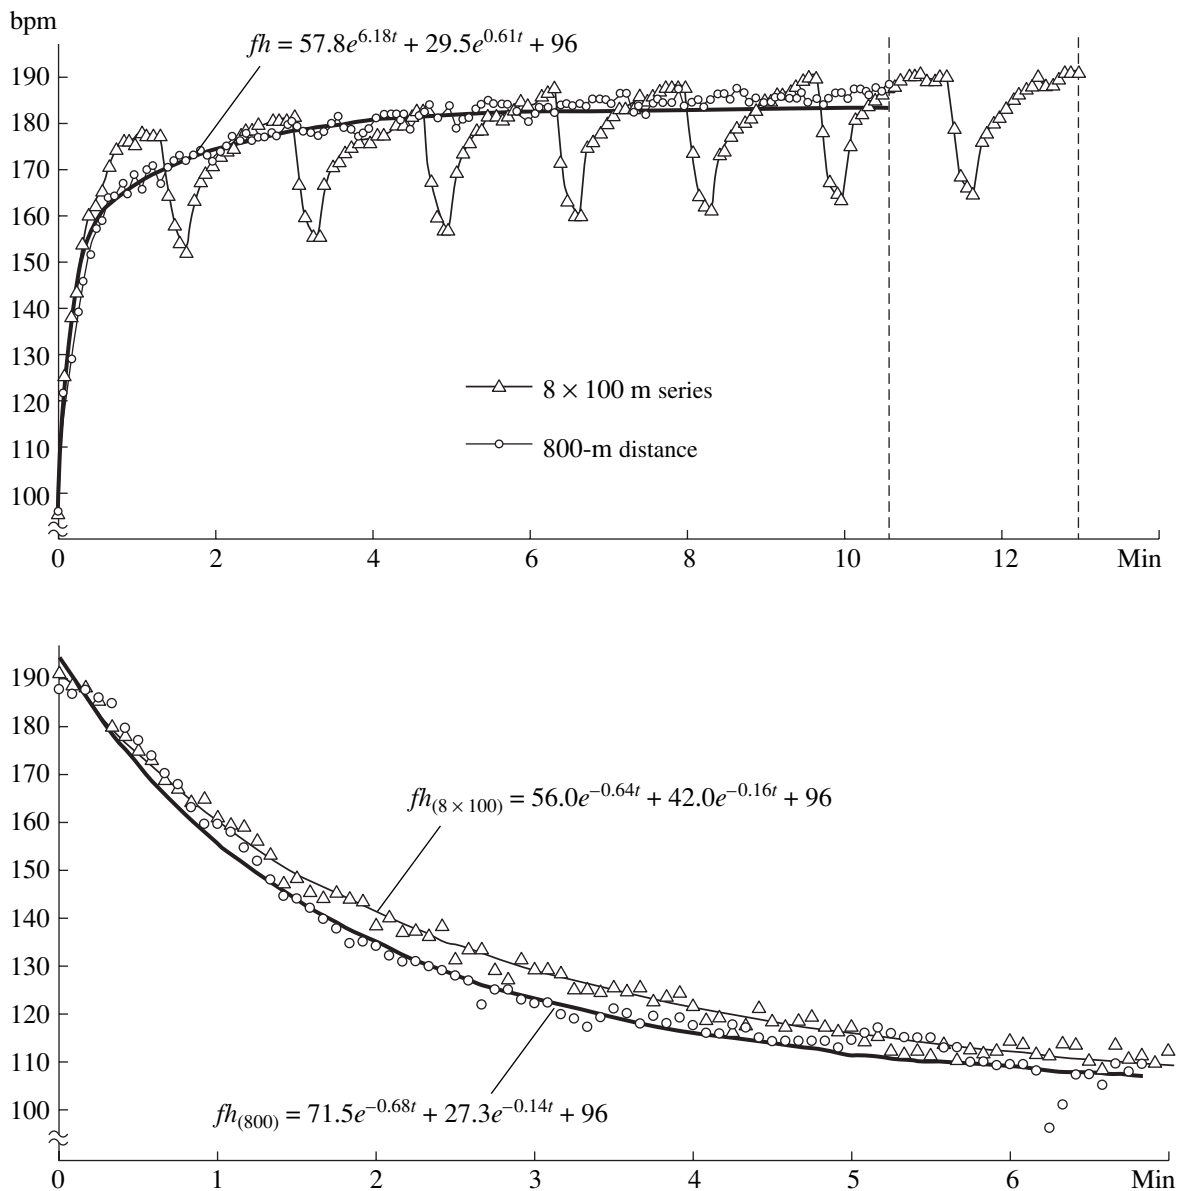 bpm
fh = 57.8e^6.18t + 29.5e^0.61t + 96
190
180
170
160
150
140
130
120
110
100
8 × 100 m series
800-m distance
0 2 4 6 8 10 12 Min
190
180
170
160
150
140
130
120
110
100
fh(8 × 100) = 56.0e^–0.64t + 42.0e^–0.16t + 96
fh(800) = 71.5e^–0.68t + 27.3e^–0.14t + 96
0 1 2 3 4 5 6 Min